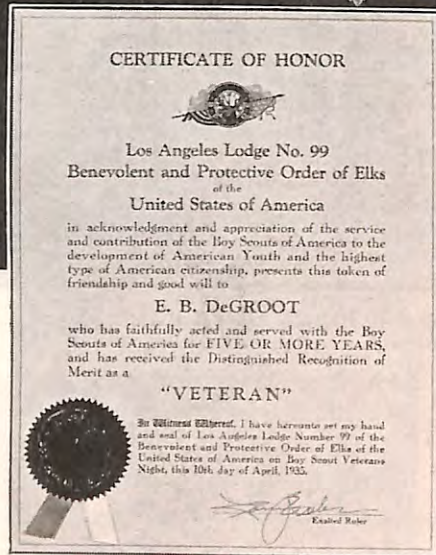 CERTIFICATE OF HONOR
Los Angeles Lodge No. 99
Benevolent and Protective Order of Elks
of the
United States of America
in acknowledgment and appreciation of the service
and contribution of the Boy Scouts of America to the
development of American Youth and the highest
type of American citizenship, presents this token of
friendship and good will to
E. B. DeGROOT
who has faithfully acted and served with the Boy
Scouts of America for FIVE OR MORE YEARS,
and has received the Distinguished Recognition of
Merit as a
"VETERAN"
In Witness Whereof, I have hereunto set my hand
and seal of Los Angeles Lodge Number 99 of the
Benevolent and Protective Order of Elks of the
United States of America on Boy Scout Veterans
Night, this 10th day of April, 1935.
Exalted Ruler